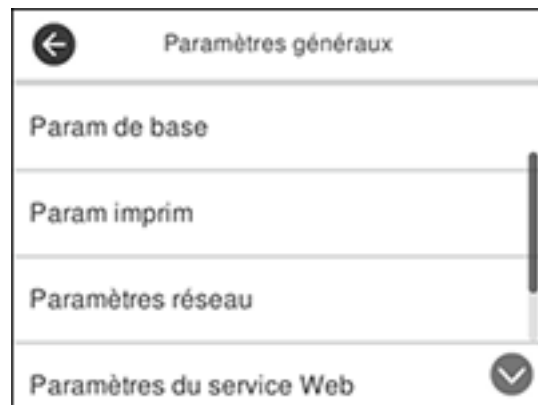 Paramètres généraux
Param de base
Param imprim
Paramètres réseau
Paramètres du service Web